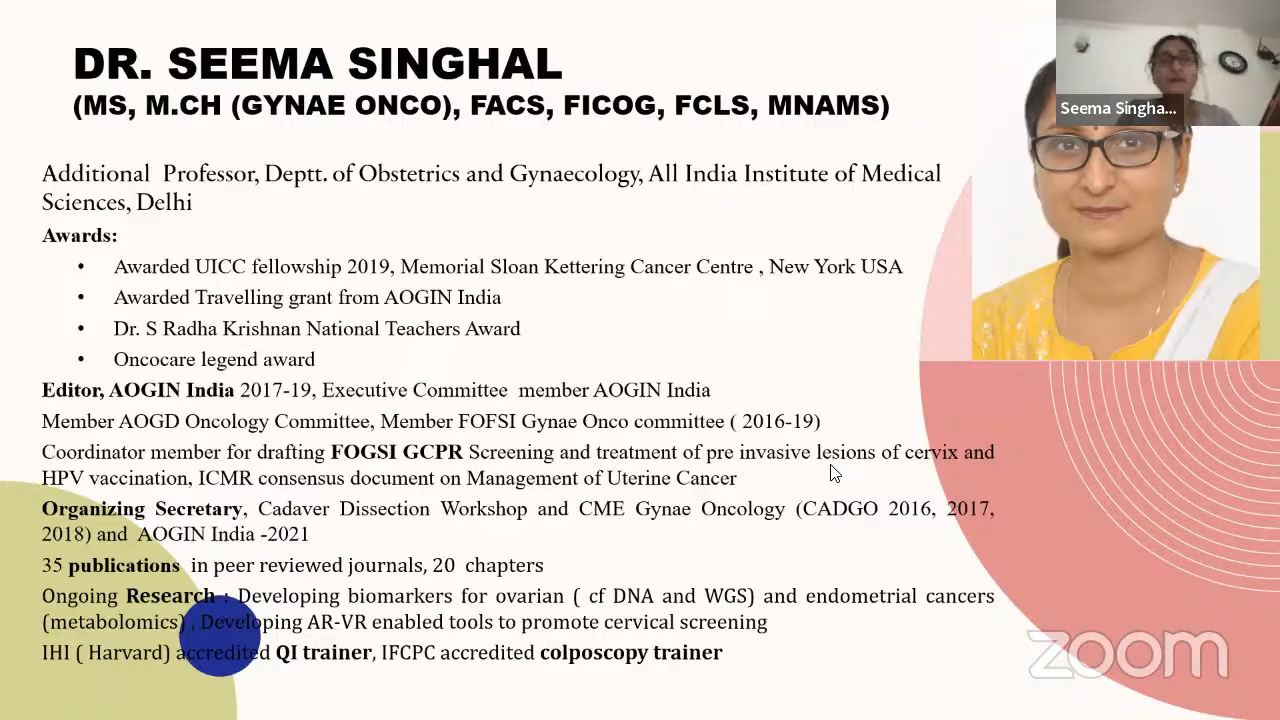 DR. SEEMA SINGHAL
(MS, M.CH (GYNAE ONCO), FACS, FICOG, FCLS, MNAMS)
Seema Singha...
Additional Professor, Deptt. of Obstetrics and Gynaecology, All India Institute of Medical
Sciences, Delhi
Awards:
• Awarded UICC fellowship 2019, Memorial Sloan Kettering Cancer Centre , New York USA
• Awarded Travelling grant from AOGIN India
• Dr. S Radha Krishnan National Teachers Award
• Oncocare legend award
Editor, AOGIN India 2017-19, Executive Committee member AOGIN India
Member AOGD Oncology Committee, Member FOFSI Gynae Onco committee ( 2016-19)
Coordinator member for drafting FOGSI GCPR Screening and treatment of pre invasive lesions of cervix and
HPV vaccination, ICMR consensus document on Management of Uterine Cancer
Organizing Secretary, Cadaver Dissection Workshop and CME Gynae Oncology (CADGO 2016, 2017,
2018) and AOGIN India -2021
35 publications in peer reviewed journals, 20 chapters
Ongoing Research : Developing biomarkers for ovarian ( cf DNA and WGS) and endometrial cancers
(metabolomics) , Developing AR-VR enabled tools to promote cervical screening
IHI ( Harvard) accredited QI trainer, IFCPC accredited colposcopy trainer
zoom